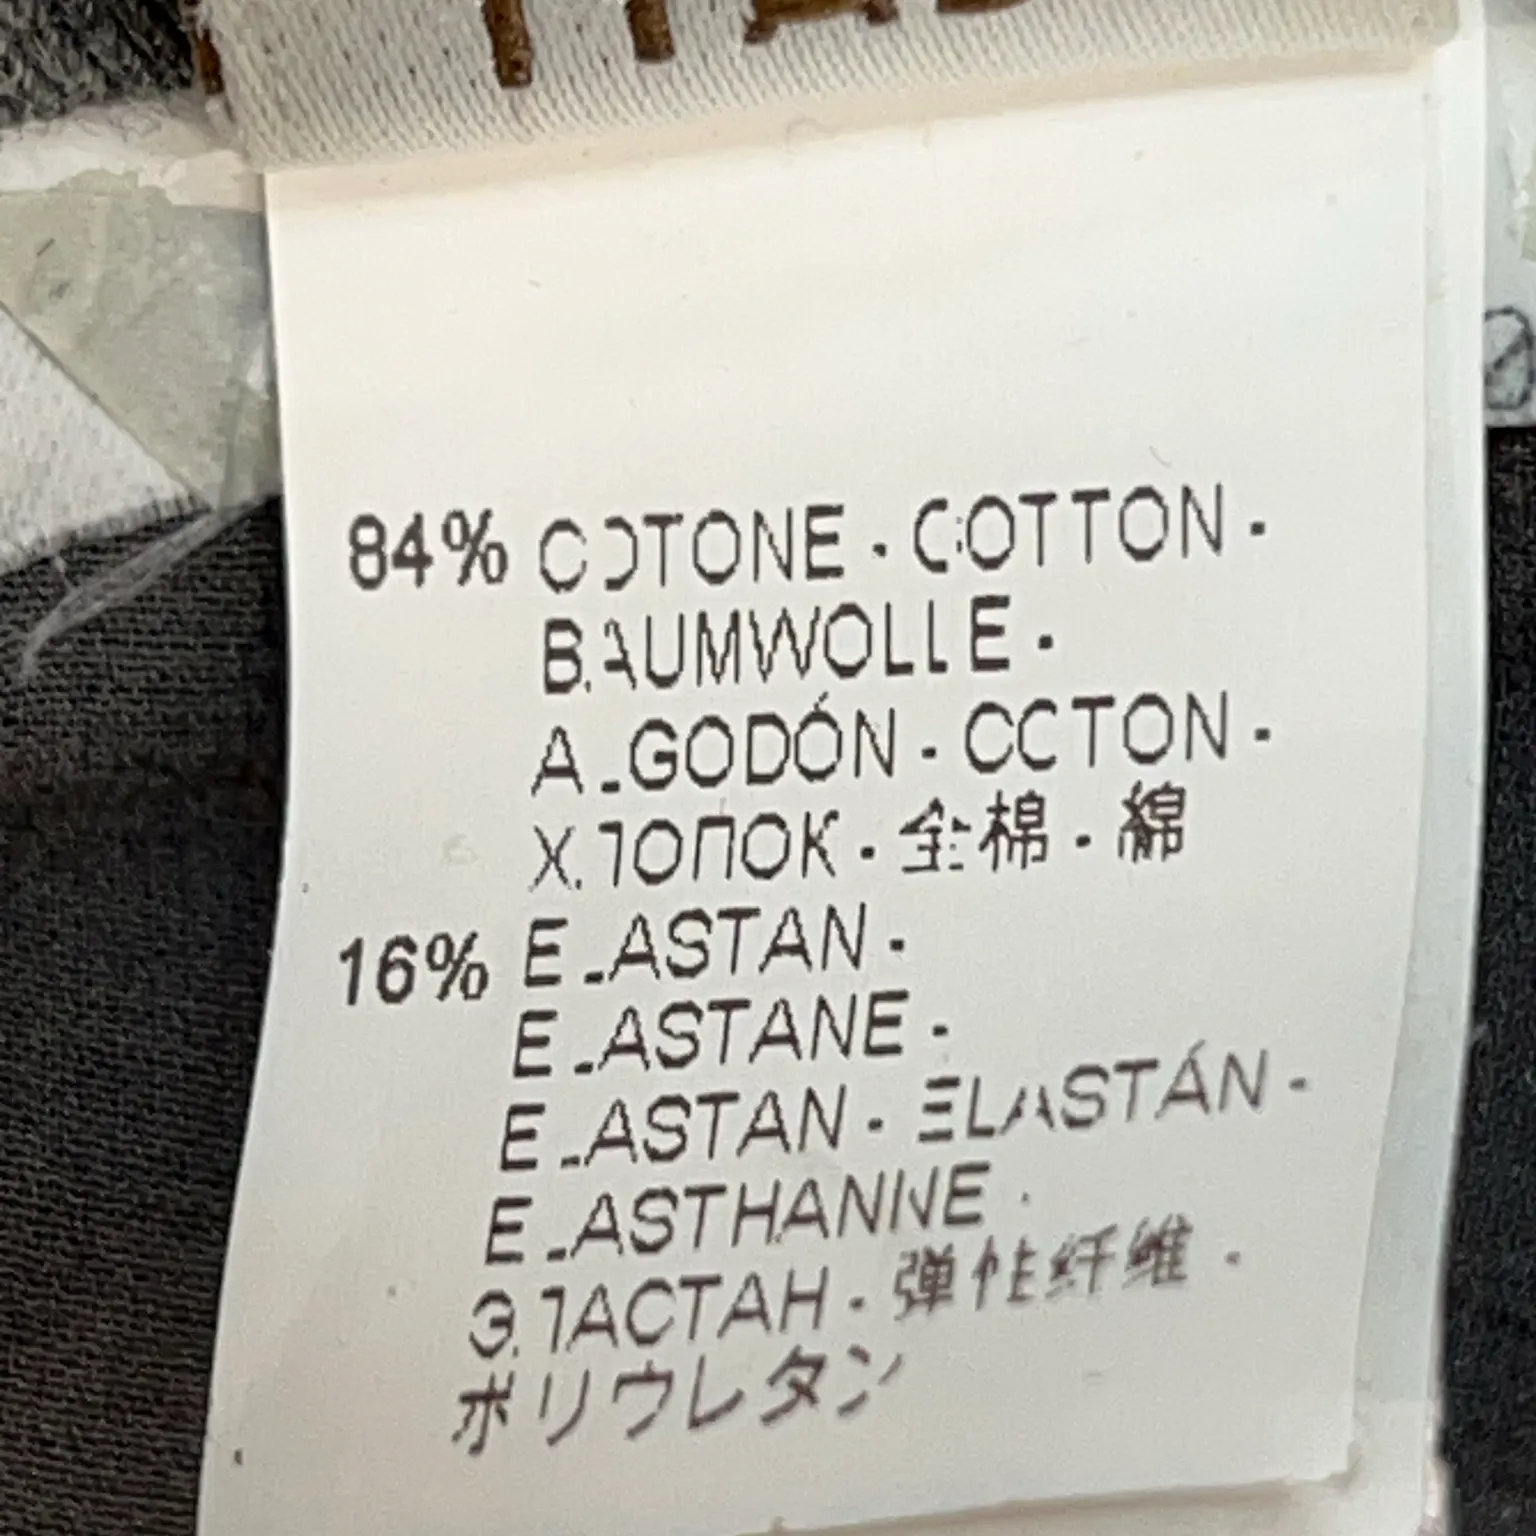 84% COTONE · COTTON ·
BAUMWOLLE ·
ALGODÓN · COTON ·
ХЛОПОК · 全棉 · 綿
16% ELASTAN ·
ELASTANE ·
ELASTAN · ELASTÁN ·
ELASTHANNE ·
ЭЛАСТАН · 弹性纤维 ·
ポリウレタン